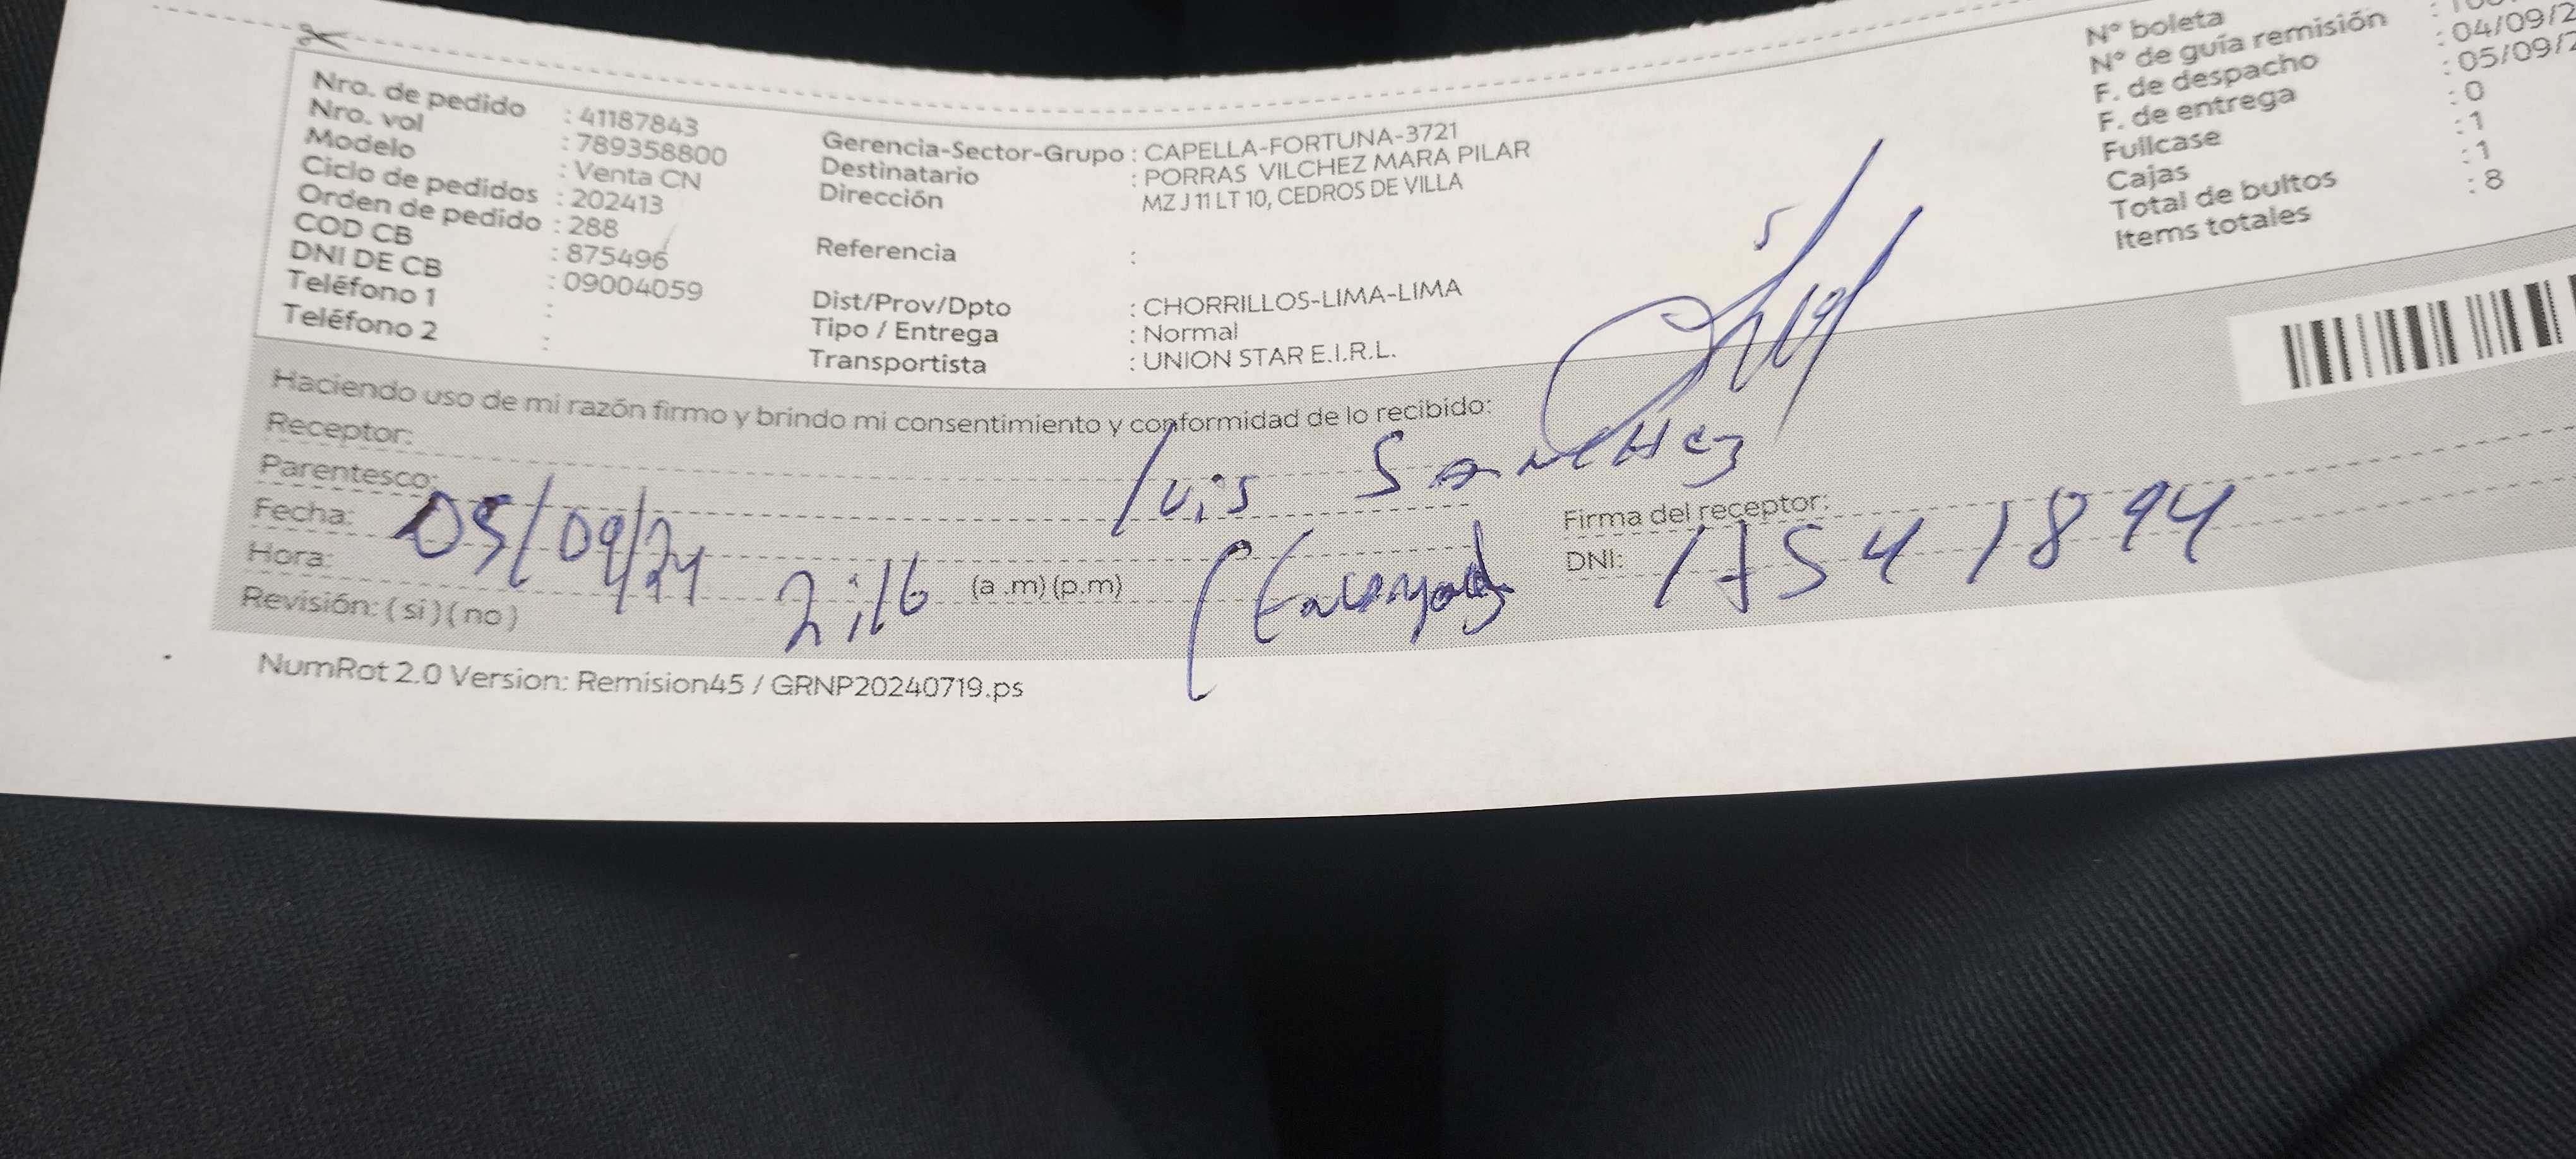 Nro. de pedido : 41187843
Nro. vol : 789358800
Modelo : Venta CN
Ciclo de pedidos : 202413
Orden de pedido : 288
COD CB : 875496
DNI DE CB : 09004059
Teléfono 1 :
Teléfono 2 :
Gerencia-Sector-Grupo : CAPELLA-FORTUNA-3721
Destinatario : PORRAS VILCHEZ MARA PILAR
Dirección MZ J 11 LT 10, CEDROS DE VILLA
Referencia :
Dist/Prov/Dpto : CHORRILLOS-LIMA-LIMA
Tipo / Entrega : Normal
Transportista : UNION STAR E.I.R.L.
N° boleta
N° de guía remisión
F. de despacho : 04/09/2
F. de entrega : 05/09/2
Fullcase : 0
Cajas : 1
Total de bultos : 1
Items totales : 8
Haciendo uso de mi razón firmo y brindo mi consentimiento y conformidad de lo recibido:
Receptor: Luis Sanchez
Parentesco:
Fecha: 05/09/24
Firma del receptor:
Hora: 2:16 (a .m) (p.m)
DNI: 17541894
Revisión: ( si ) ( no )
NumRot 2.0 Version: Remision45 / GRNP20240719.ps